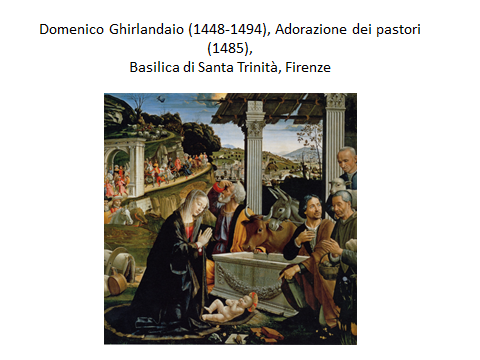 Domenico Ghirlandaio (1448-1494), Adorazione dei pastori
(1485),
Basilica di Santa Trinità, Firenze